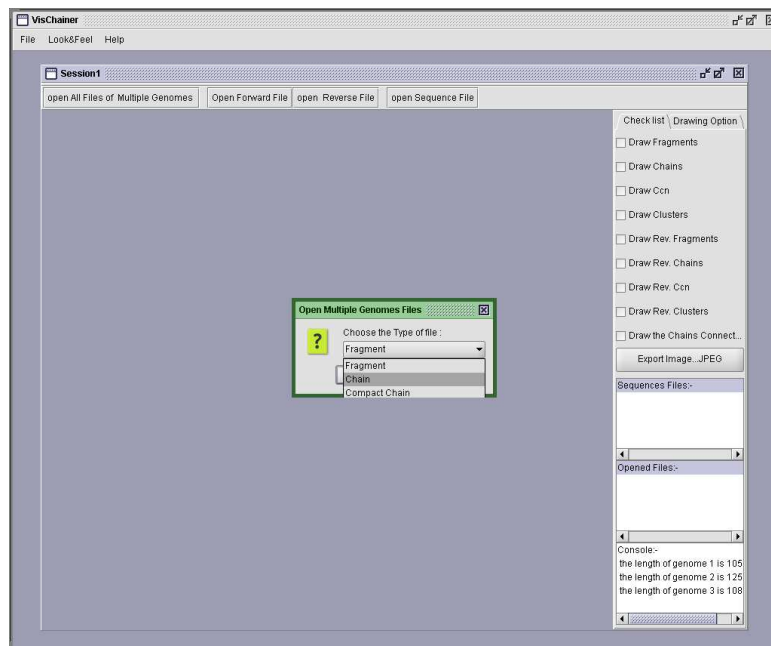 VisChainer
File Look&Feel Help
Session1
open All Files of Multiple Genomes Open Forward File open Reverse File open Sequence File
Check list Drawing Option
Draw Fragments
Draw Chains
Draw Ccn
Draw Clusters
Draw Rev. Fragments
Draw Rev. Chains
Draw Rev. Ccn
Draw Rev. Clusters
Draw the Chains Connect...
Export Image...JPEG
Open Multiple Genomes Files
?
Choose the Type of file :
Fragment
Fragment
Chain
Compact Chain
Sequences Files:-
Opened Files:-
Console:-
the length of genome 1 is 105
the length of genome 2 is 125
the length of genome 3 is 108